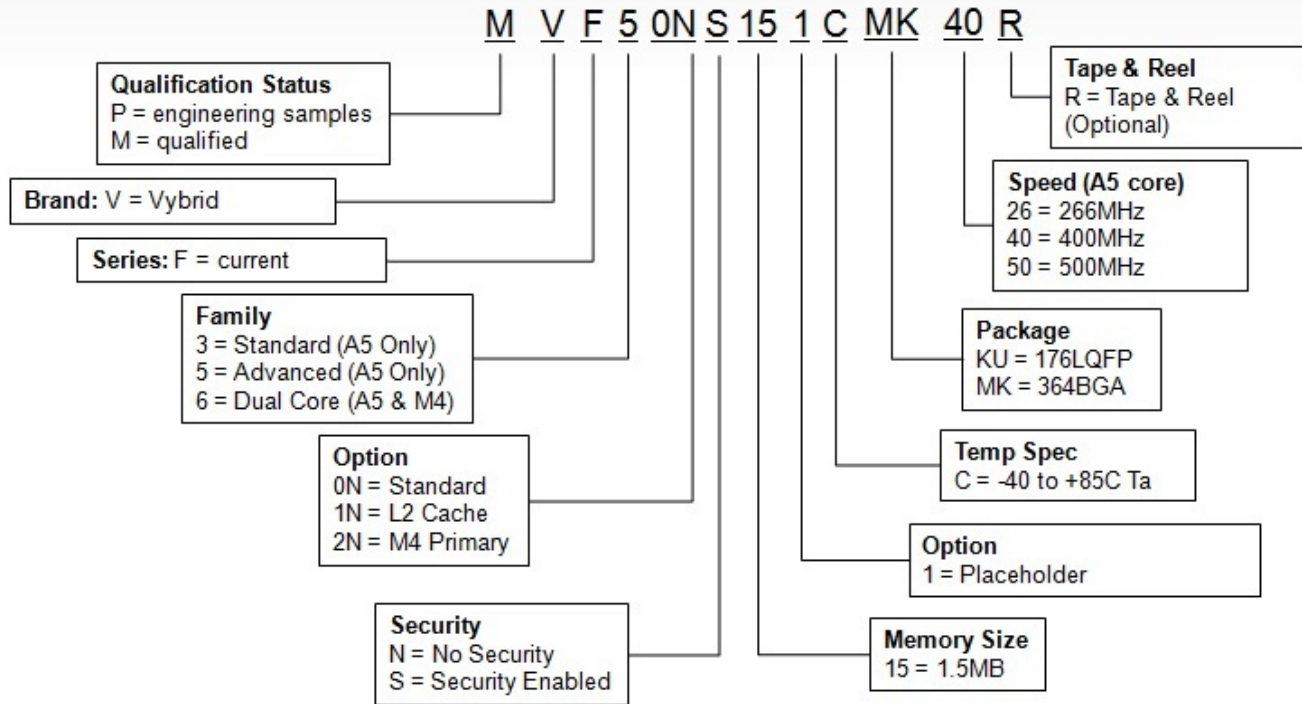 M V F 5 0N S 15 1 C MK 40 R
Qualification Status
P = engineering samples
M = qualified
Brand: V = Vybrid
Series: F = current
Family
3 = Standard (A5 Only)
5 = Advanced (A5 Only)
6 = Dual Core (A5 & M4)
Option
0N = Standard
1N = L2 Cache
2N = M4 Primary
Security
N = No Security
S = Security Enabled
Tape & Reel
R = Tape & Reel
(Optional)
Speed (A5 core)
26 = 266MHz
40 = 400MHz
50 = 500MHz
Package
KU = 176LQFP
MK = 364BGA
Temp Spec
C = -40 to +85C Ta
Option
1 = Placeholder
Memory Size
15 = 1.5MB